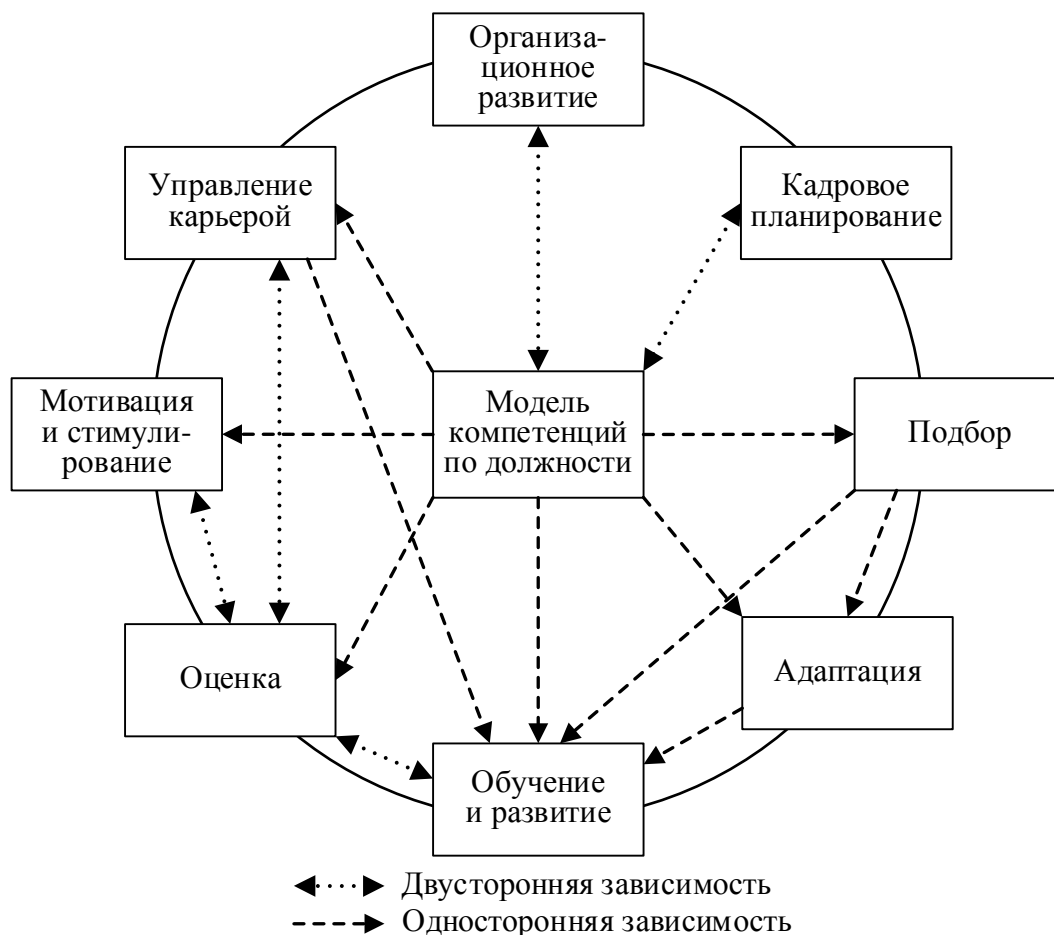 Организа-
ционное
развитие
Управление
карьерой
Кадровое
планирование
Мотивация
и стимули-
рование
Модель
компетенций
по должности
Подбор
Оценка
Адаптация
Обучение
и развитие
Двусторонняя зависимость
Односторонняя зависимость